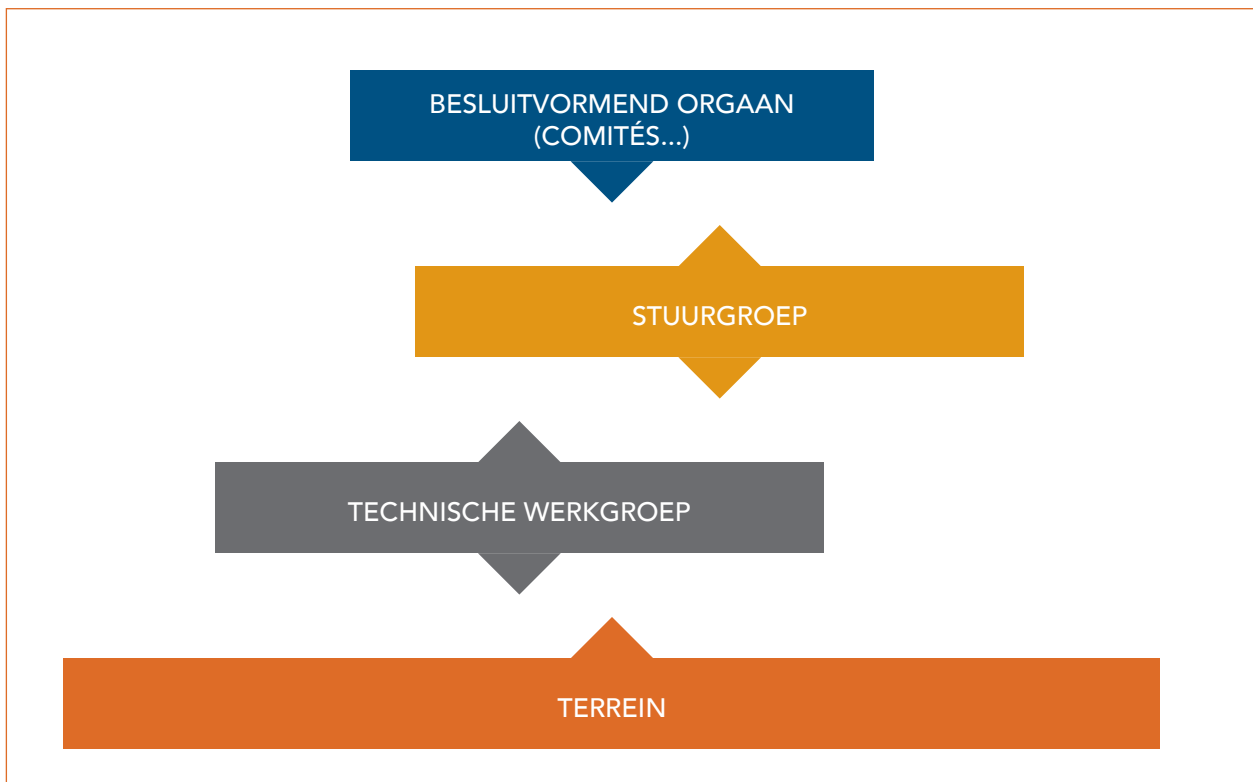 BESLUITVORMEND ORGAAN
(COMITÉS...)
STUURGROEP
TECHNISCHE WERKGROEP
TERREIN